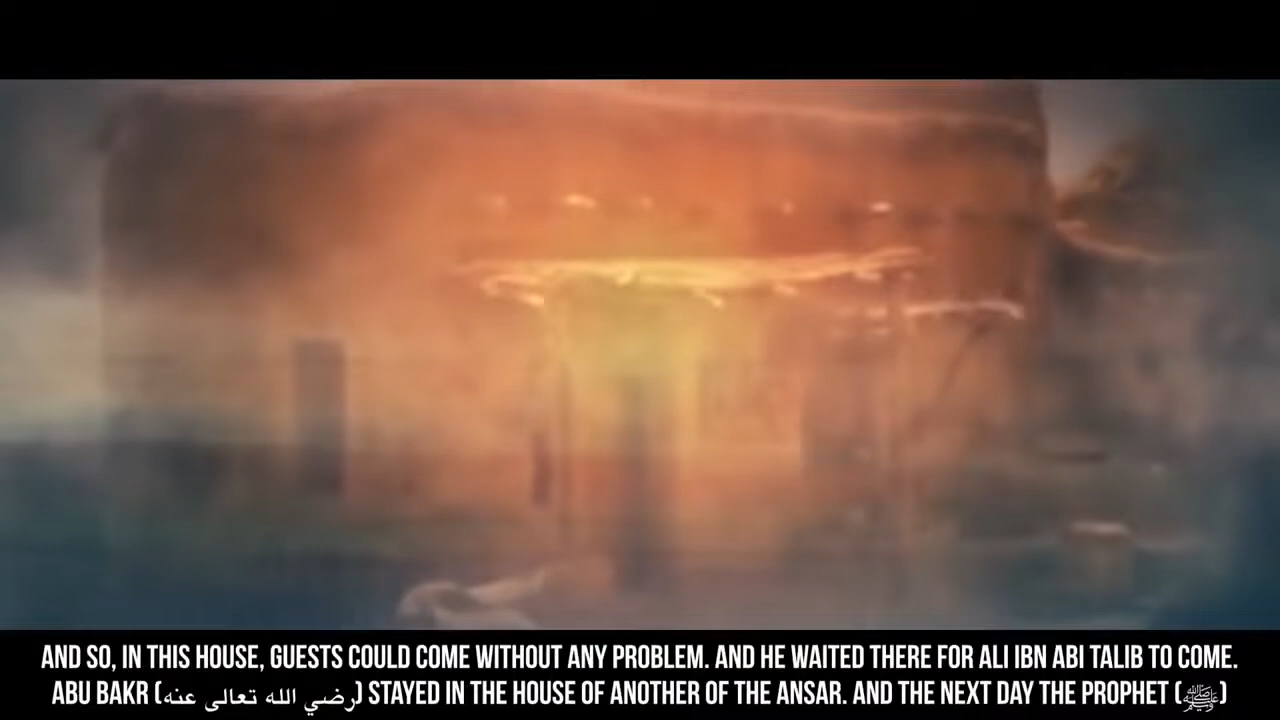 AND SO, IN THIS HOUSE, GUESTS COULD COME WITHOUT ANY PROBLEM. AND HE WAITED THERE FOR ALI IBN ABI TALIB TO COME.
ABU BAKR (رضي الله تعالى عنه) STAYED IN THE HOUSE OF ANOTHER OF THE ANSAR. AND THE NEXT DAY THE PROPHET (ﷺ)